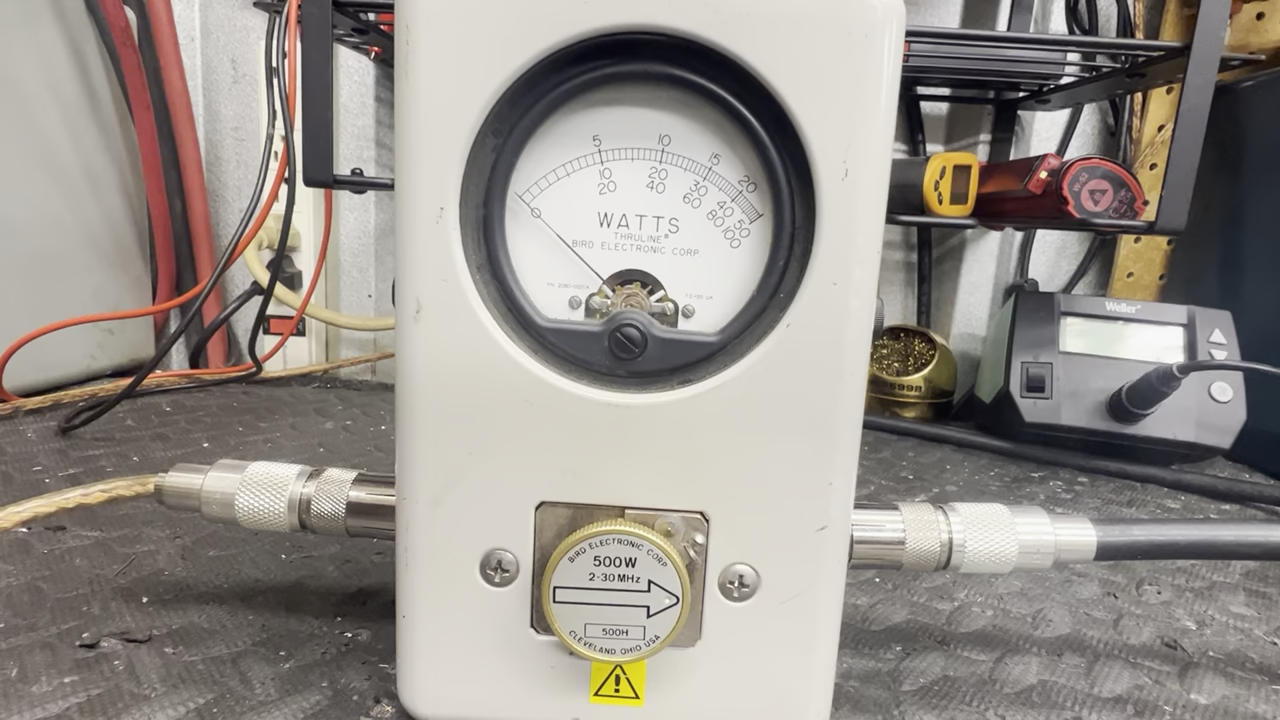 5 10 15 20
10 20 30 40 50
20 40 60 80 100
0
WATTS
THRULINE®
BIRD ELECTRONIC CORP
BIRD ELECTRONIC CORP
500W
2-30 MHz
500H
CLEVELAND, OHIO USA
Weller®